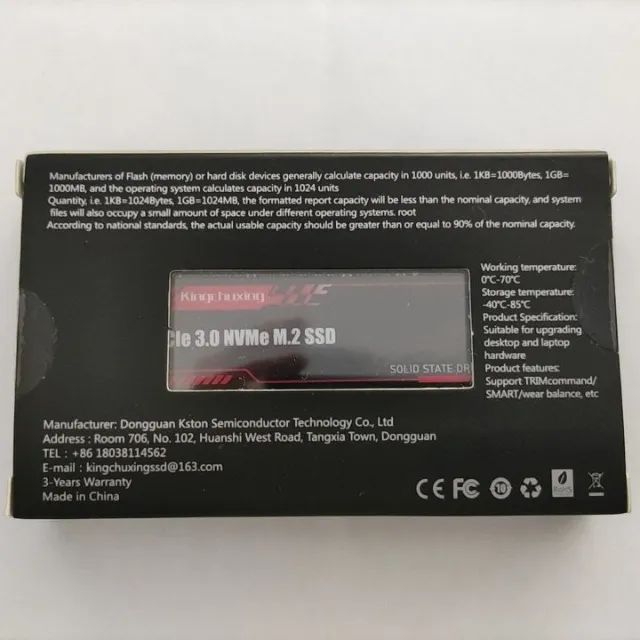 Manufacturers of Flash (memory) or hard disk devices generally calculate capacity in 1000 units, i.e. 1KB=1000Bytes, 1GB=
1000MB, and the operating system calculates capacity in 1024 units
Quantity, i.e. 1KB=1024Bytes, 1GB=1024MB, the formatted report capacity will be less than the nominal capacity, and system
files will also occupy a small amount of space under different operating systems. root
According to national standards, the actual usable capacity should be greater than or equal to 90% of the nominal capacity.
Kingchuxing
CIe 3.0 NVMe M.2 SSD
SOLID STATE DR
Working temperature:
0℃-70℃
Storage temperature:
-40℃-85℃
Product Specification:
Suitable for upgrading
desktop and laptop
hardware
Product features:
Support TRIMcommand/
SMART/wear balance, etc
Manufacturer: Dongguan Kston Semiconductor Technology Co., Ltd
Address : Room 706, No. 102, Huanshi West Road, Tangxia Town, Dongguan
TEL : +86 18038114562
E-mail : kingchuxingssd@163.com
3-Years Warranty
Made in China
CE FC 10 RoHS